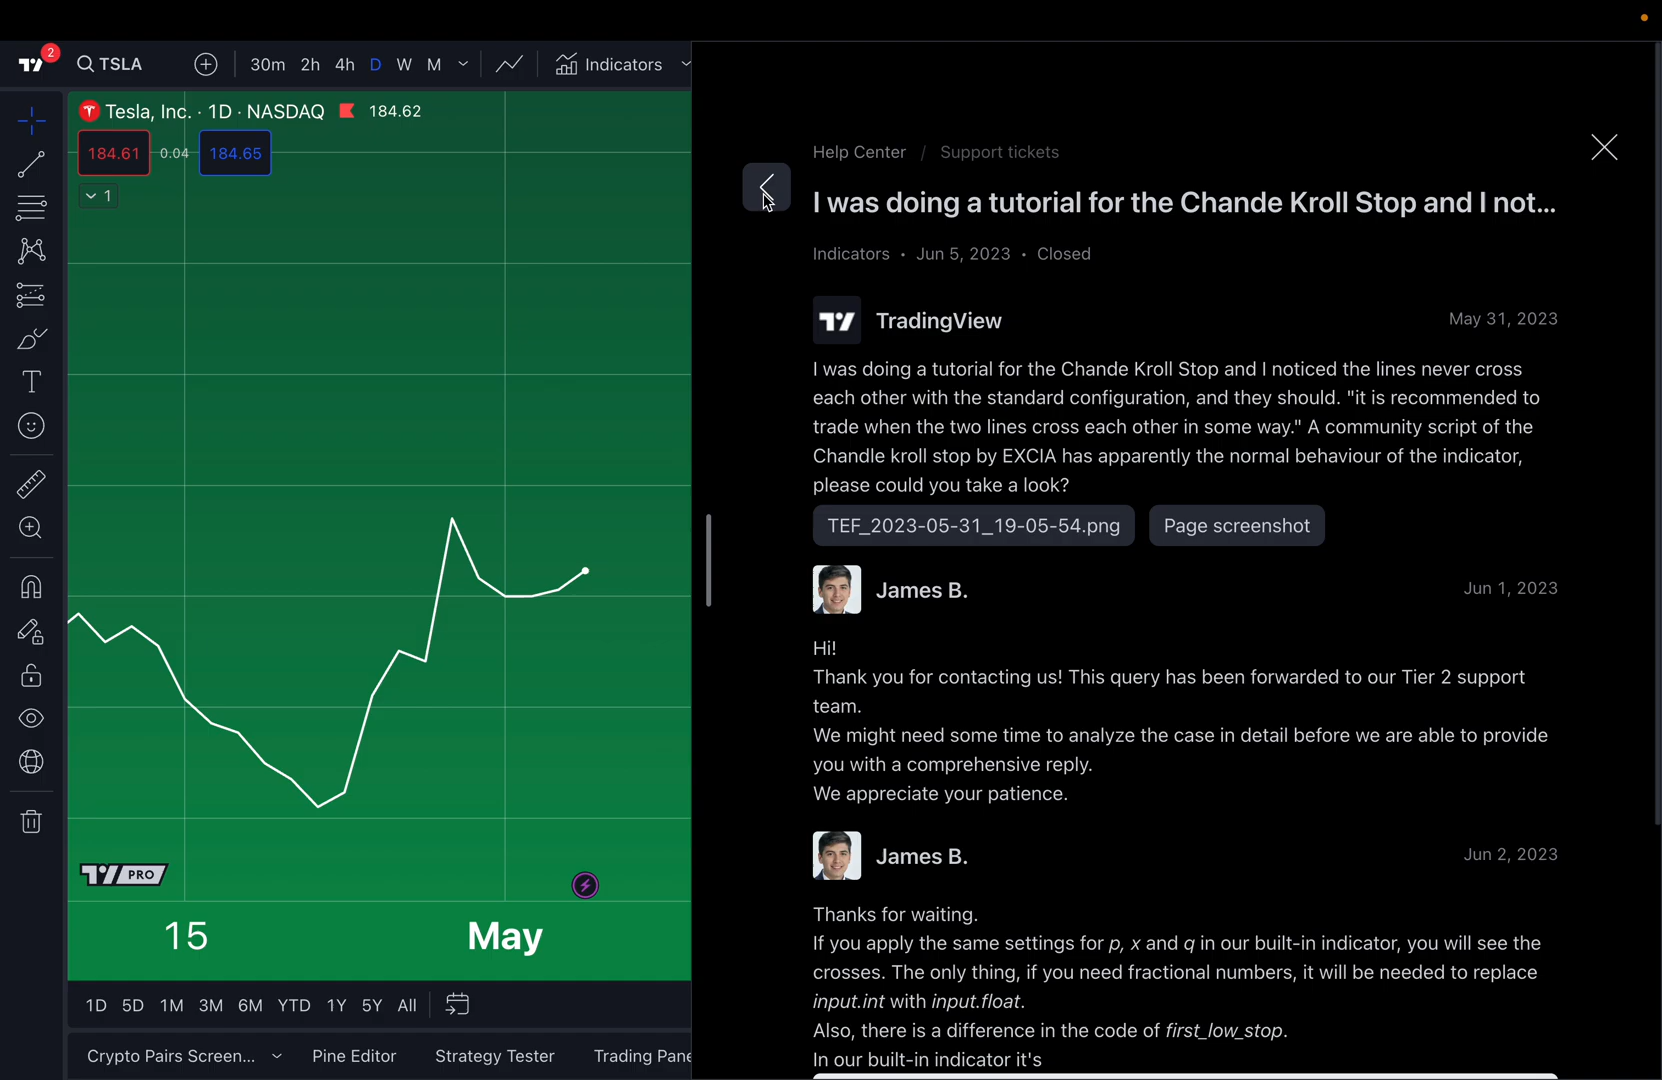 2
TSLA
30m 2h 4h D W M
Indicators
Tesla, Inc. · 1D · NASDAQ 184.62
184.61 0.04 184.65
1
PRO
15 May
1D 5D 1M 3M 6M YTD 1Y 5Y All
Crypto Pairs Screen... Pine Editor Strategy Tester Trading Pane
Help Center / Support tickets
I was doing a tutorial for the Chande Kroll Stop and I not...
Indicators • Jun 5, 2023 • Closed
TradingView May 31, 2023
I was doing a tutorial for the Chande Kroll Stop and I noticed the lines never cross
each other with the standard configuration, and they should. "it is recommended to
trade when the two lines cross each other in some way." A community script of the
Chandle kroll stop by EXCIA has apparently the normal behaviour of the indicator,
please could you take a look?
TEF_2023-05-31_19-05-54.png Page screenshot
James B. Jun 1, 2023
Hi!
Thank you for contacting us! This query has been forwarded to our Tier 2 support
team.
We might need some time to analyze the case in detail before we are able to provide
you with a comprehensive reply.
We appreciate your patience.
James B. Jun 2, 2023
Thanks for waiting.
If you apply the same settings for p, x and q in our built-in indicator, you will see the
crosses. The only thing, if you need fractional numbers, it will be needed to replace
input.int with input.float.
Also, there is a difference in the code of first_low_stop.
In our built-in indicator it's